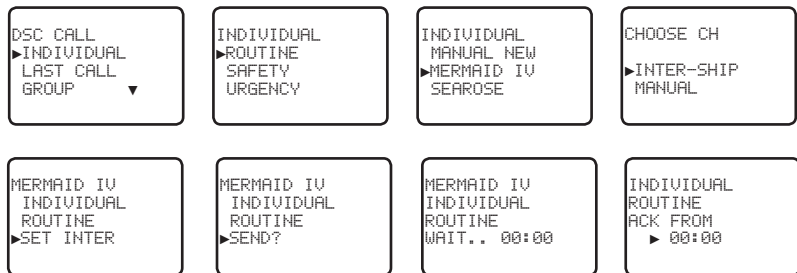 DSC CALL
►INDIVIDUAL
LAST CALL
GROUP ▼
INDIVIDUAL
►ROUTINE
SAFETY
URGENCY
INDIVIDUAL
MANUAL NEW
►MERMAID IV
SEAROSE
CHOOSE CH
►INTER-SHIP
MANUAL
MERMAID IV
INDIVIDUAL
ROUTINE
►SET INTER
MERMAID IV
INDIVIDUAL
ROUTINE
►SEND?
MERMAID IV
INDIVIDUAL
ROUTINE
WAIT.. 00:00
INDIVIDUAL
ROUTINE
ACK FROM
► 00:00